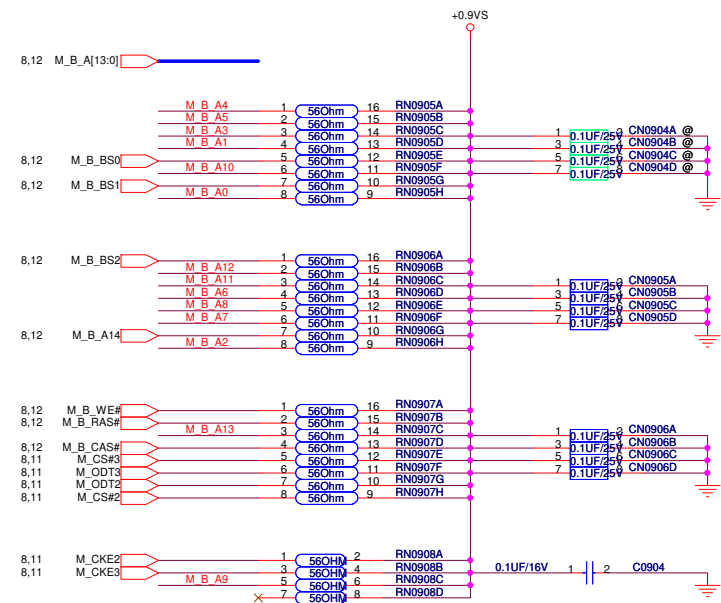 +0.9VS
8,12 M_B_A[13:0]
M_B_A4 1 56Ohm 16 RN0905A
M_B_A5 2 56Ohm 15 RN0905B
M_B_A3 3 56Ohm 14 RN0905C 1 0.1UF/25V 2 CN0904A @
M_B_A1 4 56Ohm 13 RN0905D 3 0.1UF/25V 4 CN0904B @
8,12 M_B_BS0 5 56Ohm 12 RN0905E 5 0.1UF/25V 6 CN0904C @
M_B_A10 6 56Ohm 11 RN0905F 7 0.1UF/25V 8 CN0904D @
8,12 M_B_BS1 7 56Ohm 10 RN0905G
M_B_A0 8 56Ohm 9 RN0905H
8,12 M_B_BS2 1 56Ohm 16 RN0906A
M_B_A12 2 56Ohm 15 RN0906B
M_B_A11 3 56Ohm 14 RN0906C 1 0.1UF/25V 2 CN0905A
M_B_A6 4 56Ohm 13 RN0906D 3 0.1UF/25V 4 CN0905B
M_B_A8 5 56Ohm 12 RN0906E 5 0.1UF/25V 6 CN0905C
M_B_A7 6 56Ohm 11 RN0906F 7 0.1UF/25V 8 CN0905D
8,12 M_B_A14 7 56Ohm 10 RN0906G
M_B_A2 8 56Ohm 9 RN0906H
8,12 M_B_WE# 1 56Ohm 16 RN0907A
8,12 M_B_RAS# 2 56Ohm 15 RN0907B
M_B_A13 3 56Ohm 14 RN0907C 1 0.1UF/25V 2 CN0906A
8,12 M_B_CAS# 4 56Ohm 13 RN0907D 3 0.1UF/25V 4 CN0906B
8,11 M_CS#3 5 56Ohm 12 RN0907E 5 0.1UF/25V 6 CN0906C
8,11 M_ODT3 6 56Ohm 11 RN0907F 7 0.1UF/25V 8 CN0906D
8,11 M_ODT2 7 56Ohm 10 RN0907G
8,11 M_CS#2 8 56Ohm 9 RN0907H
8,11 M_CKE2 1 56OHM 2 RN0908A
8,11 M_CKE3 3 56OHM 4 RN0908B 0.1UF/16V 1 2 C0904
M_B_A9 5 56OHM 6 RN0908C
7 56OHM 8 RN0908D